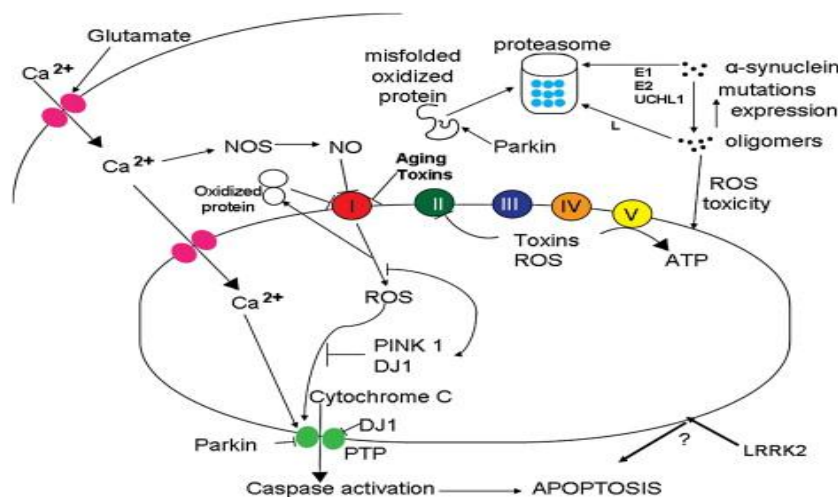 Glutamate
Ca 2+
Ca 2+
NOS
NO
misfolded
oxidized
protein
proteasome
Parkin
E1
E2
UCHL1
L
α-synuclein
mutations
expression
oligomers
ROS
toxicity
Aging
Toxins
Oxidized
protein
I
II
III
IV
V
Toxins
ROS
ATP
Ca 2+
ROS
PINK 1
DJ1
Cytochrome C
DJ1
Parkin
PTP
?
LRRK2
Caspase activation
APOPTOSIS